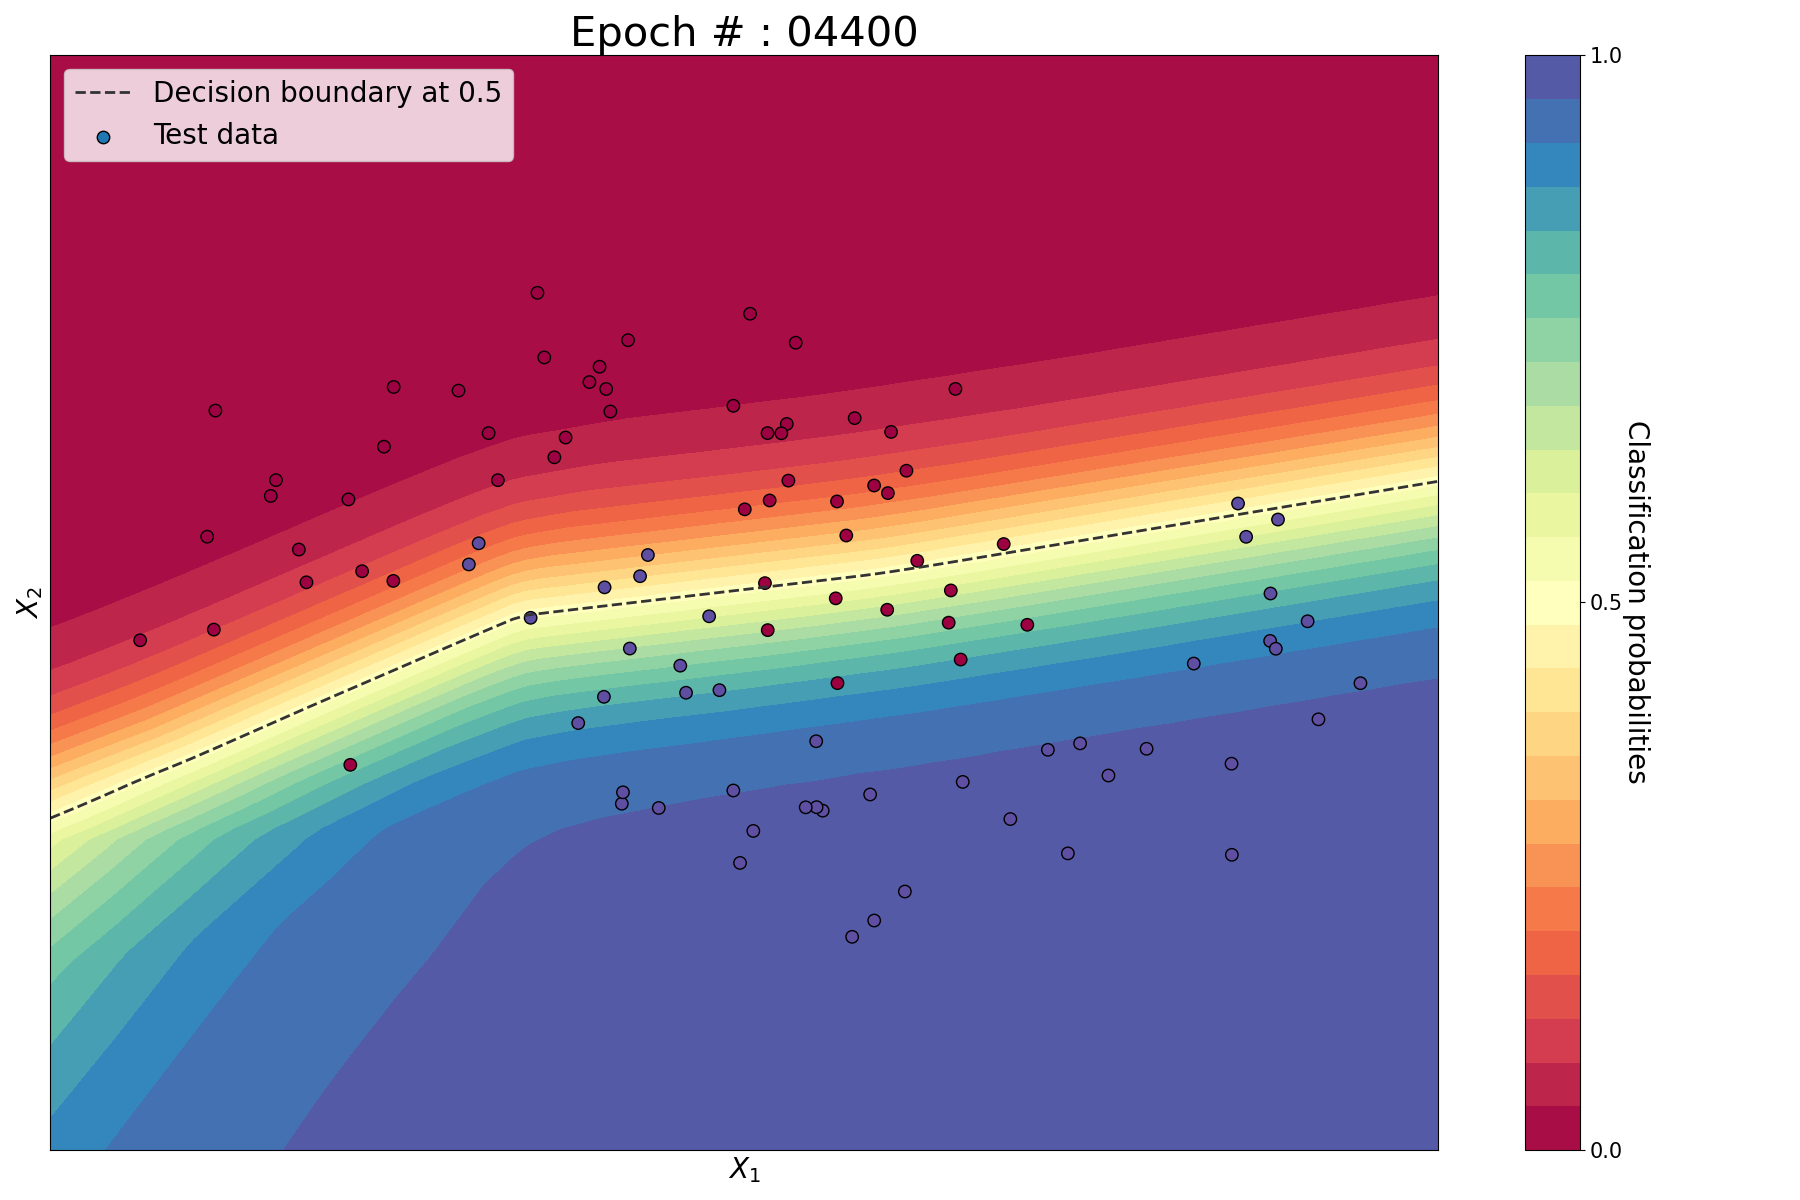 Epoch # : 04400
Decision boundary at 0.5
Test data
X₂
X₁
1.0
0.5
0.0
Classification probabilities